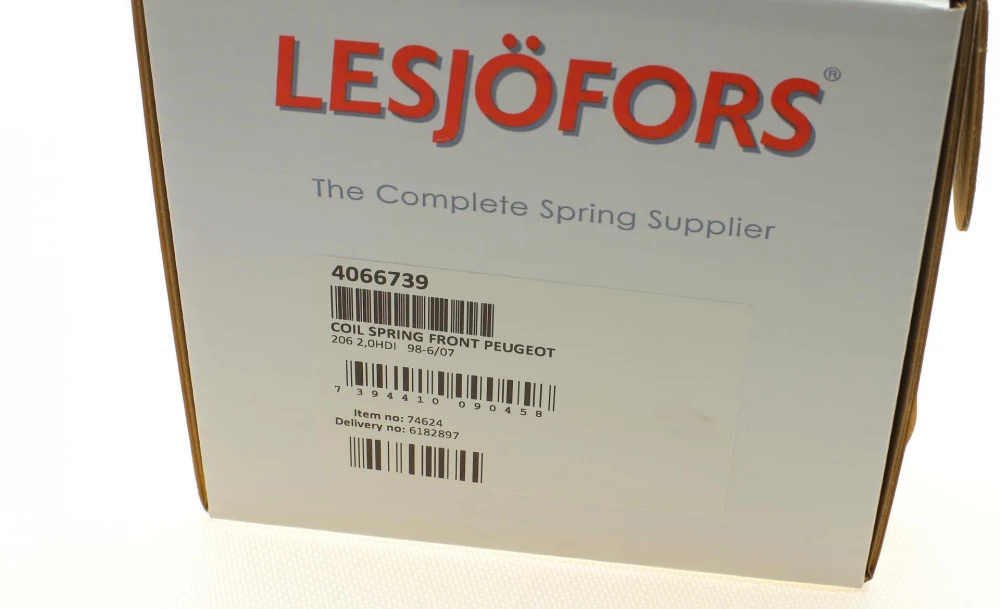 LESJÖFORS®
The Complete Spring Supplier
4066739
COIL SPRING FRONT PEUGEOT
206 2,0HDI 98-6/07
7 394410 090458
Item no: 74624
Delivery no: 6182897